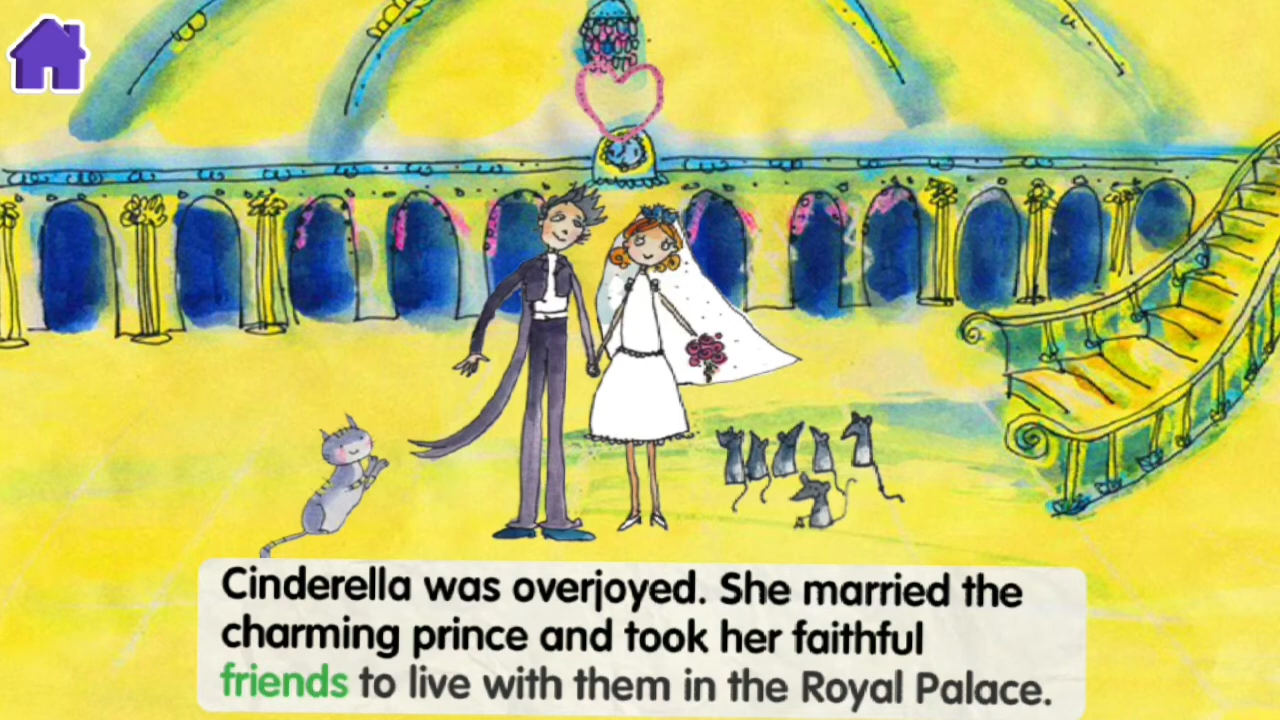 Cinderella was overjoyed. She married the
charming prince and took her faithful
friends to live with them in the Royal Palace.